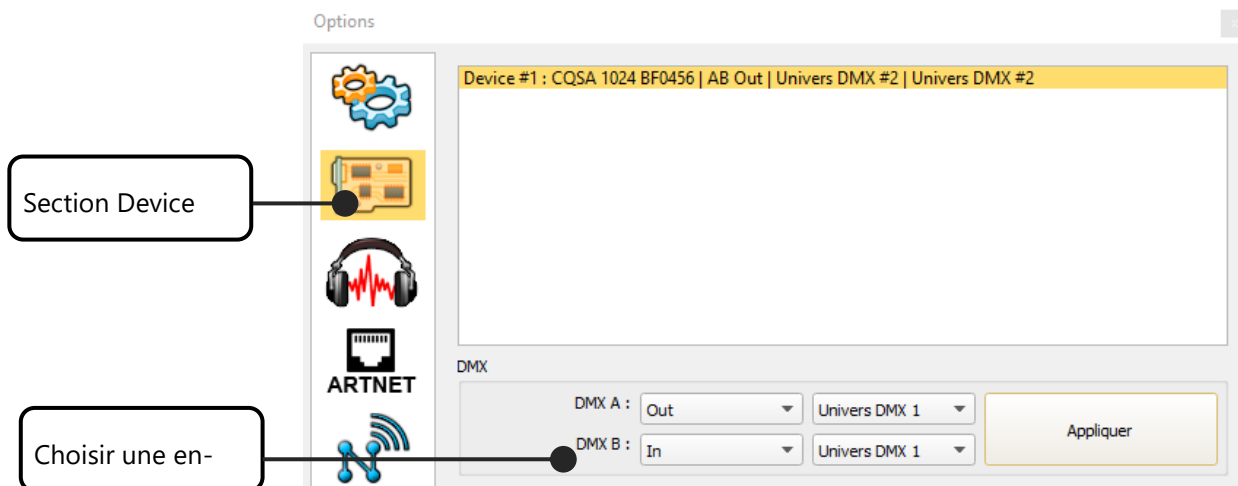 Options
Device #1 : CQSA 1024 BF0456 | AB Out | Univers DMX #2 | Univers DMX #2
Section Device
ARTNET
DMX
DMX A : Out Univers DMX 1
Appliquer
DMX B : In Univers DMX 1
Choisir une en-